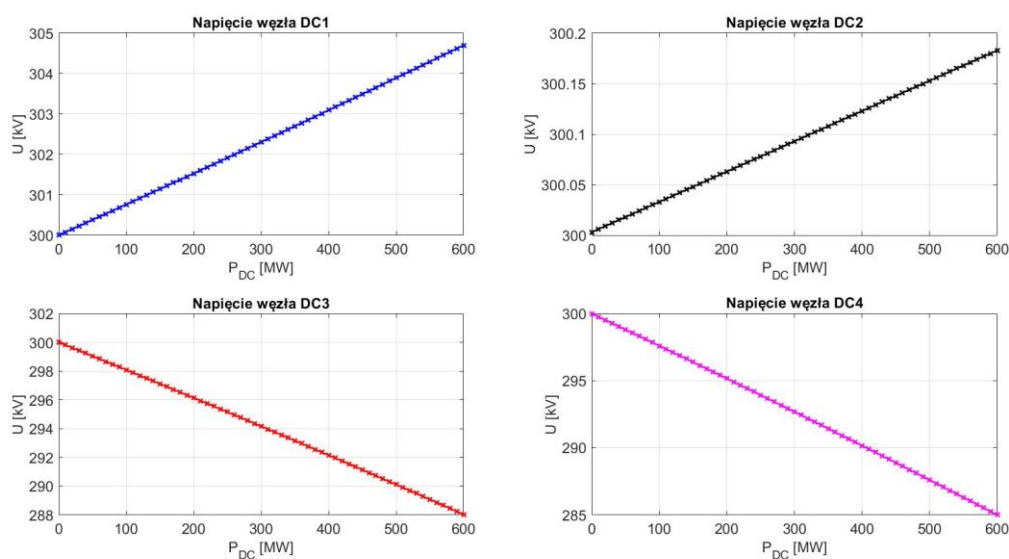 Napięcie węzła DC1
305
304
303
302
301
300
U [kV]
0 100 200 300 400 500 600
P_DC [MW]
Napięcie węzła DC2
300.2
300.15
300.1
300.05
300
U [kV]
0 100 200 300 400 500 600
P_DC [MW]
Napięcie węzła DC3
302
300
298
296
294
292
290
288
U [kV]
0 100 200 300 400 500 600
P_DC [MW]
Napięcie węzła DC4
300
295
290
285
U [kV]
0 100 200 300 400 500 600
P_DC [MW]